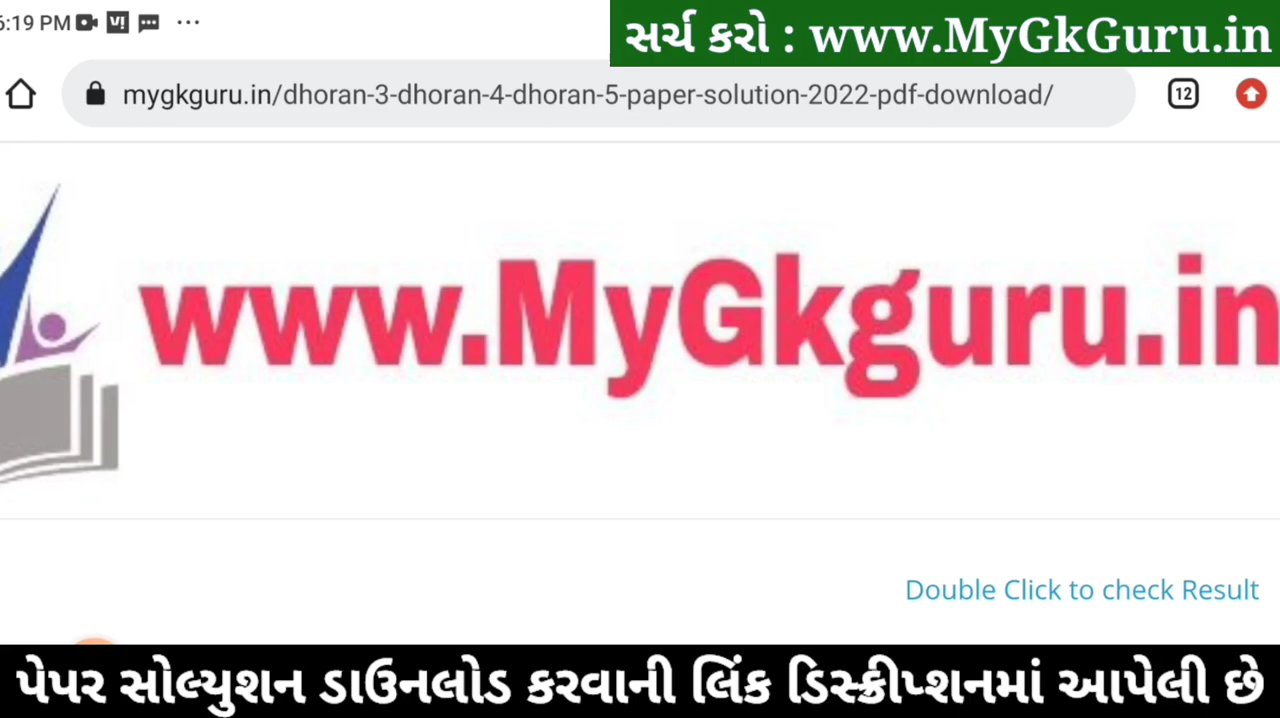 6:19 PM V! ...
સર્ચ કરો : www.MyGkGuru.in
mygkguru.in/dhoran-3-dhoran-4-dhoran-5-paper-solution-2022-pdf-download/
12
www.MyGkguru.in
Double Click to check Result
પેપર સોલ્યુશન ડાઉનલોડ કરવાની લિંક ડિસ્ક્રીપ્શનમાં આપેલી છે